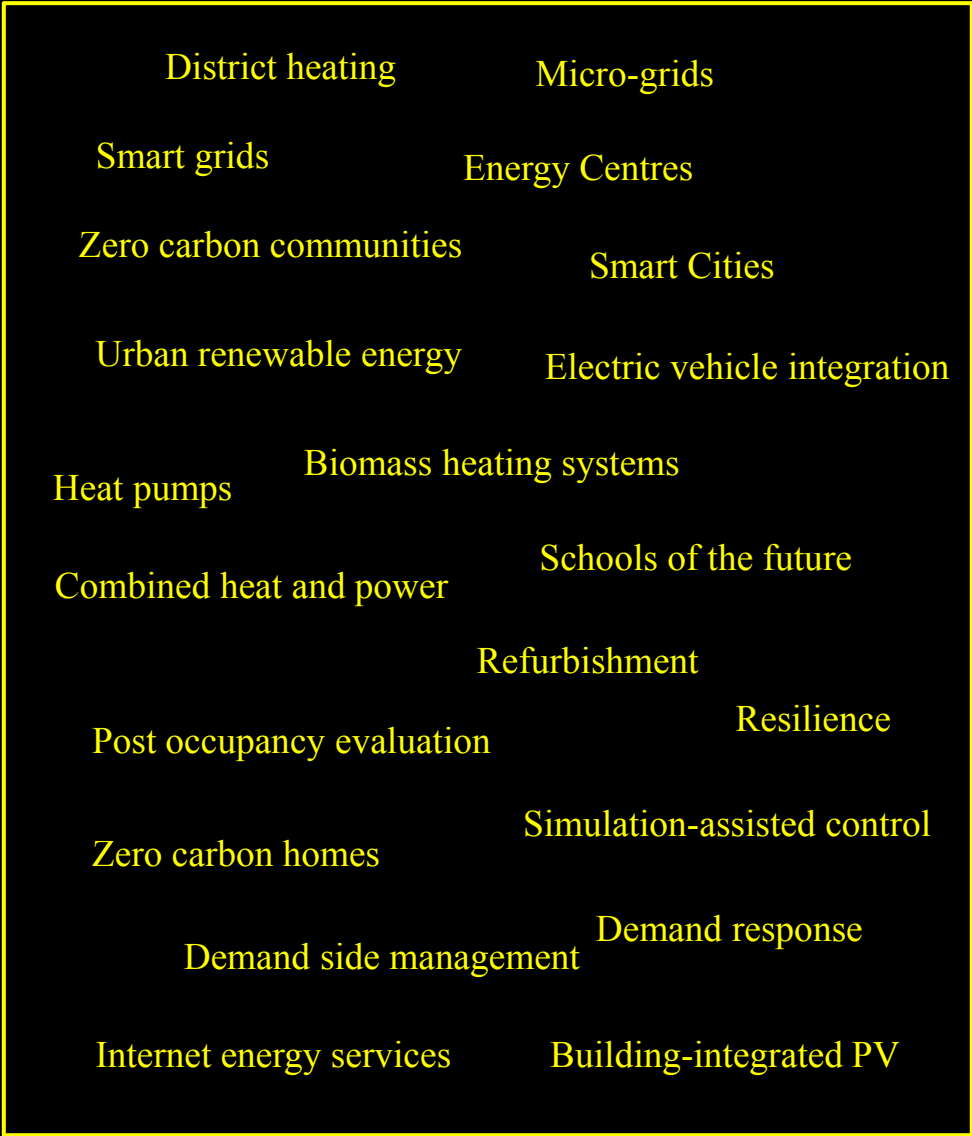 District heating
Micro-grids
Smart grids
Energy Centres
Zero carbon communities
Smart Cities
Urban renewable energy
Electric vehicle integration
Biomass heating systems
Heat pumps
Schools of the future
Combined heat and power
Refurbishment
Resilience
Post occupancy evaluation
Simulation-assisted control
Zero carbon homes
Demand response
Demand side management
Internet energy services
Building-integrated PV